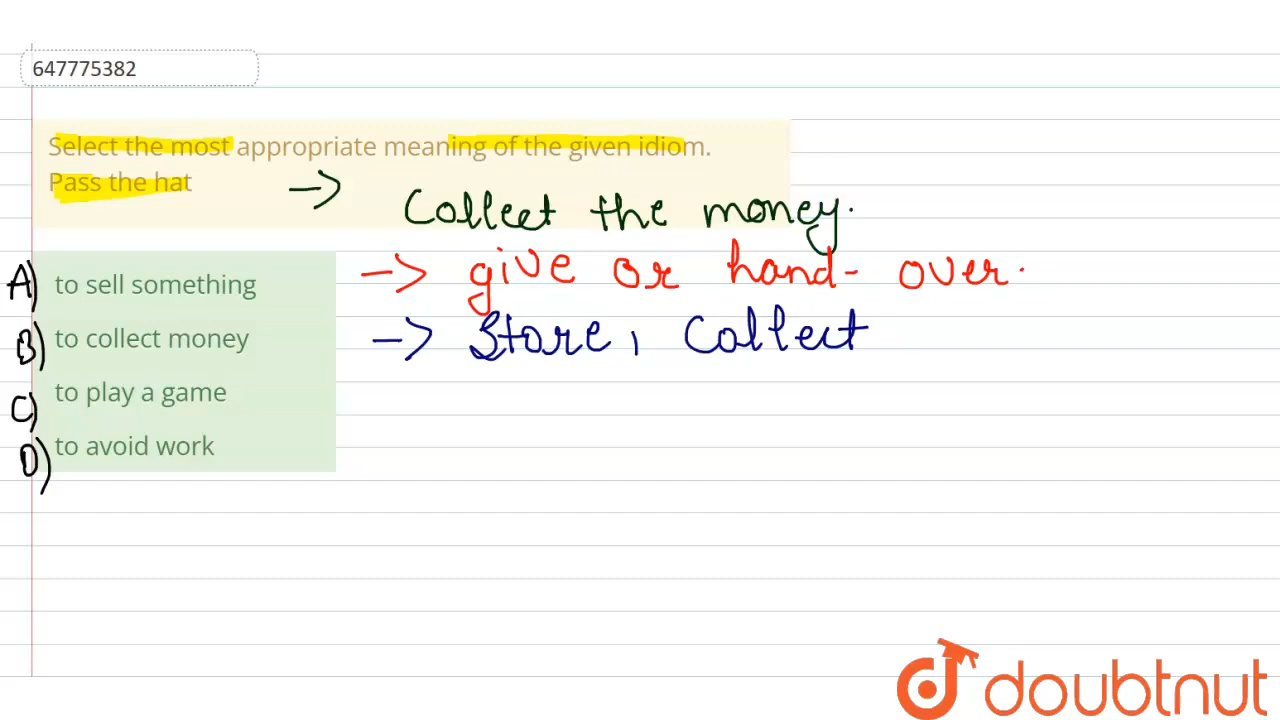 647775382
Select the most appropriate meaning of the given idiom.
Pass the hat
-> Collect the money.
A) to sell something
-> give or hand-over.
B) to collect money
-> Store, Collect
C) to play a game
D) to avoid work
doubtnut